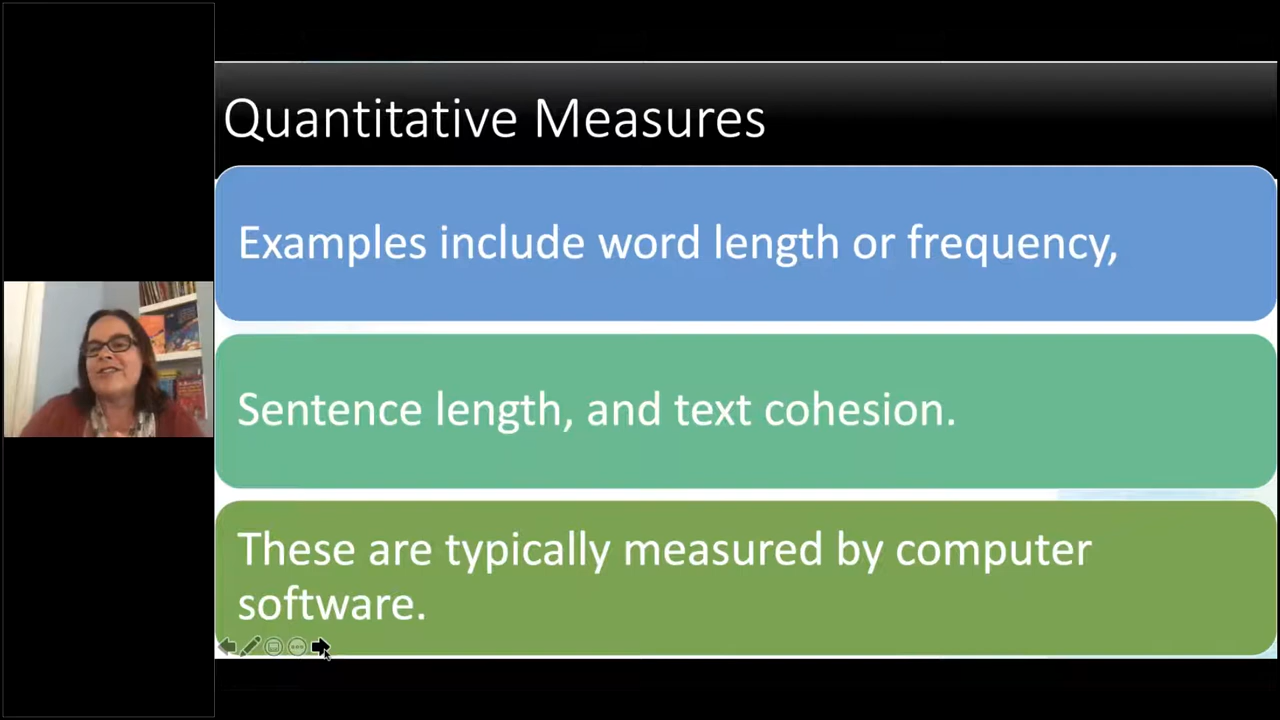 Quantitative Measures
Examples include word length or frequency,
Sentence length, and text cohesion.
These are typically measured by computer
software.